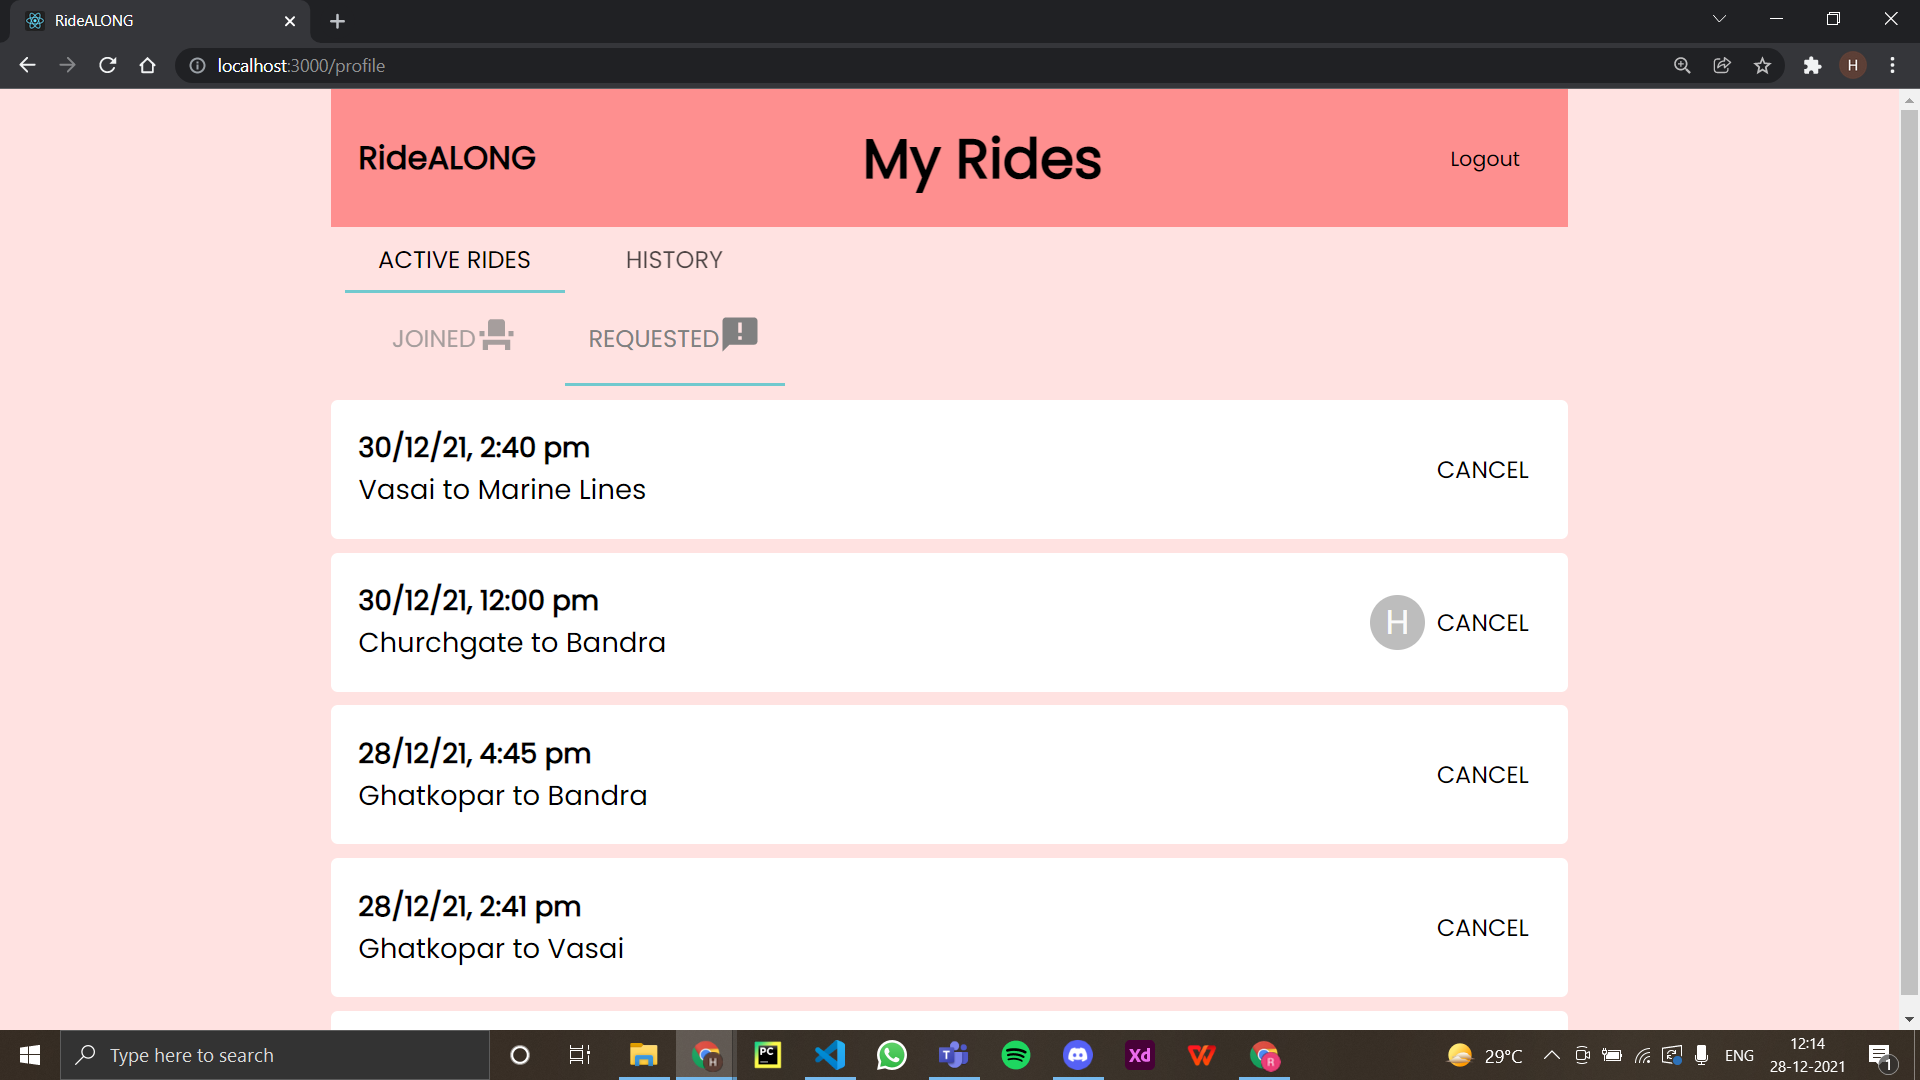 RideALONG
localhost:3000/profile
H
RideALONG
My Rides
Logout
ACTIVE RIDES
HISTORY
JOINED
REQUESTED
30/12/21, 2:40 pm
Vasai to Marine Lines
CANCEL
30/12/21, 12:00 pm
Churchgate to Bandra
H
CANCEL
28/12/21, 4:45 pm
Ghatkopar to Bandra
CANCEL
28/12/21, 2:41 pm
Ghatkopar to Vasai
CANCEL
Type here to search
H
PC
T
Xd
W
R
29°C
ENG
12:14
28-12-2021
1